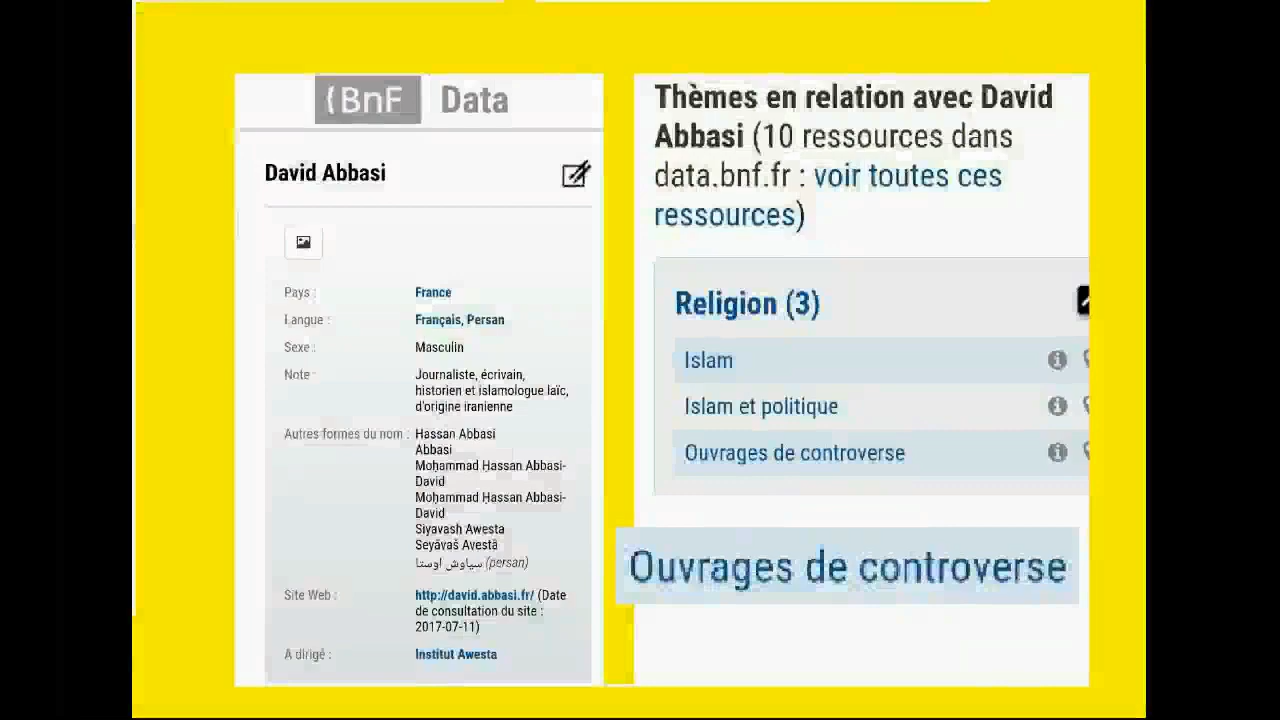 (BnF Data
David Abbasi
Pays : France
Langue : Français, Persan
Sexe : Masculin
Note : Journaliste, écrivain,
historien et islamologue laïc,
d'origine iranienne
Autres formes du nom : Hassan Abbasi
Abbasi
Moḥammad Ḥassan Abbasi-
David
Moḥammad Ḥassan Abbasi-
David
Siyavash Awesta
Seyāvaš Avestā
سیاوش اوستا (persan)
Site Web : http://david.abbasi.fr/ (Date
de consultation du site :
2017-07-11)
A dirigé : Institut Awesta
Thèmes en relation avec David
Abbasi (10 ressources dans
data.bnf.fr : voir toutes ces
ressources)
Religion (3)
Islam
Islam et politique
Ouvrages de controverse
Ouvrages de controverse